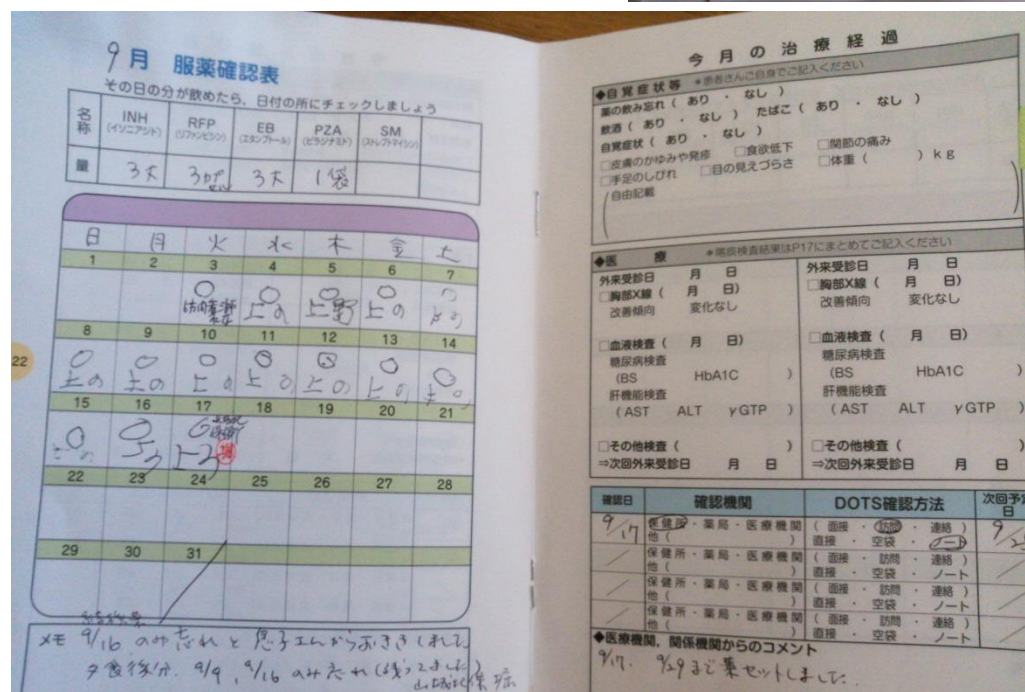 9月 服薬確認表
その日の分が飲めたら、日付の所にチェックしましょう
名称 INH (イソニアジド) RFP (リファンピシン) EB (エタンブトール) PZA (ピラジナミド) SM (ストレプトマイシン)
量 3大 3カプセル 3大 1袋
日 月 火 水 木 金 土
1 2 3 4 5 6 7
上の 上野 上の
8 9 10 11 12 13 14
上の 上の 上の 上の 上の 上の 上の
15 16 17 18 19 20 21
22 23 24 25 26 27 28
29 30 31
メモ 9/16 のみ忘れと息子さんからおききしました
夕食後分. 9/9, 9/16 のみ忘れ
22
今月の治療経過
◆自覚症状等 *患者さんご自身でご記入ください
薬の飲み忘れ ( あり ・ なし )
飲酒 ( あり ・ なし ) たばこ ( あり ・ なし )
自覚症状 ( あり ・ なし )
□皮膚のかゆみや発疹 □食欲低下 □関節の痛み
□手足のしびれ □目の見えづらさ □体重 ( ) kg
自由記載
◆医 療 *喀痰検査結果はP17にまとめてご記入ください
外来受診日 月 日 外来受診日 月 日
□胸部X線 ( 月 日) □胸部X線 ( 月 日)
改善傾向 変化なし 改善傾向 変化なし
□血液検査 ( 月 日) □血液検査 ( 月 日)
糖尿病検査 糖尿病検査
(BS HbA1C ) (BS HbA1C )
肝機能検査 肝機能検査
(AST ALT γGTP ) (AST ALT γGTP )
□その他検査 ( ) □その他検査 ( )
⇒次回外来受診日 月 日 ⇒次回外来受診日 月 日
確認日 確認機関 DOTS確認方法 次回予定日
9/17 保健所・薬局・医療機関 ( 面接 ・ 訪問 ・ 連絡 ) 9/
他 ( ) 直接 ・ 空袋 ・ ノート
/ 保健所・薬局・医療機関 ( 面接 ・ 訪問 ・ 連絡 ) /
他 ( ) 直接 ・ 空袋 ・ ノート
/ 保健所・薬局・医療機関 ( 面接 ・ 訪問 ・ 連絡 ) /
他 ( ) 直接 ・ 空袋 ・ ノート
/ 保健所・薬局・医療機関 ( 面接 ・ 訪問 ・ 連絡 ) /
他 ( ) 直接 ・ 空袋 ・ ノート
◆医療機関、関係機関からのコメント
9/17. 9/29まで薬セットしました.